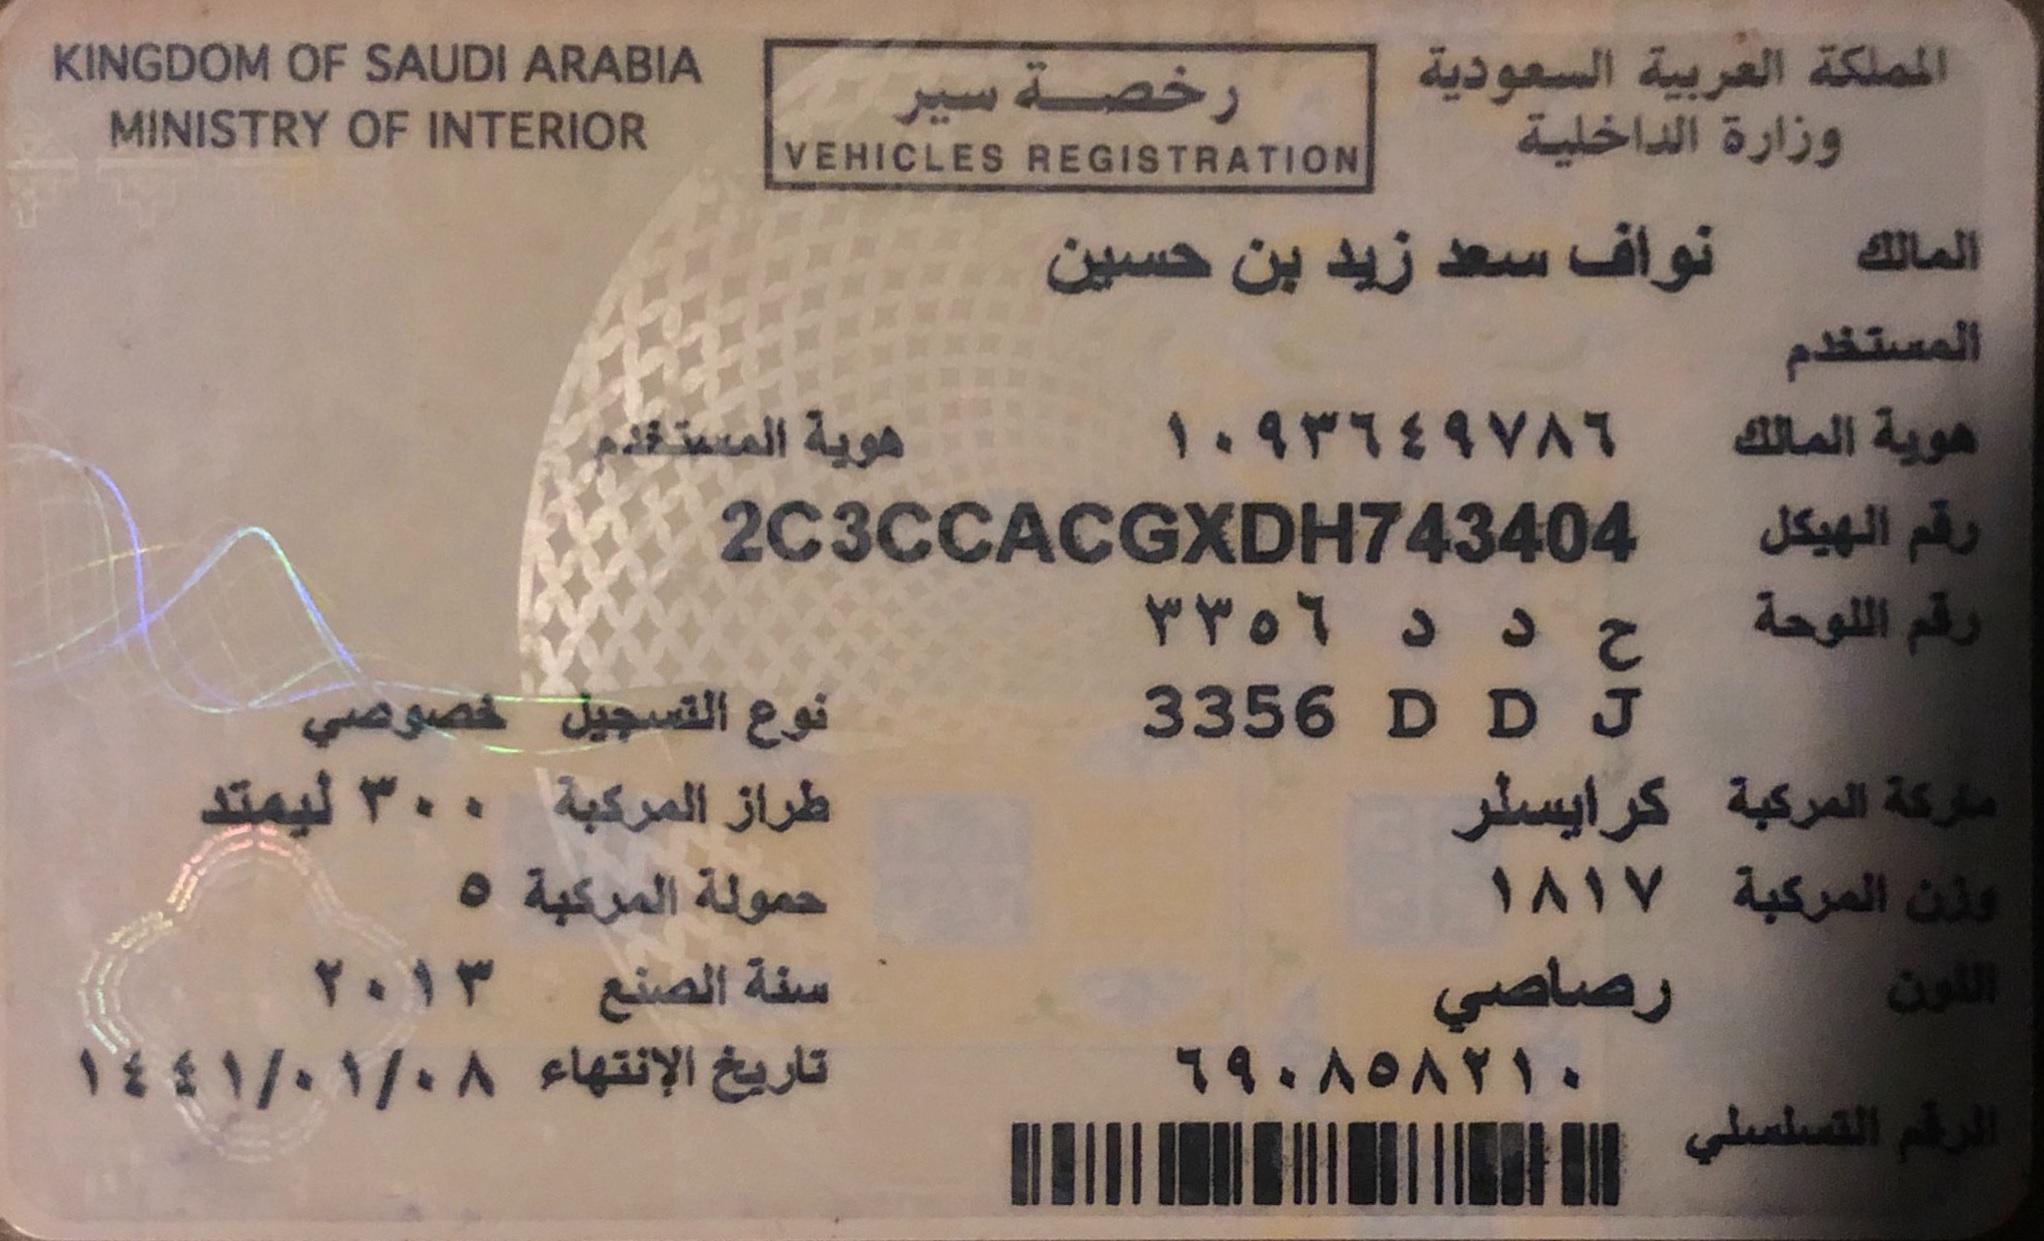 KINGDOM OF SAUDI ARABIA
MINISTRY OF INTERIOR
رخصة سير
VEHICLES REGISTRATION
المملكة العربية السعودية
وزارة الداخلية
المالك نواف سعد زيد بن حسين
المستخدم
هوية المالك ١٠٩٣٦٤٩٧٨٦ هوية المستخدم
رقم الهيكل 2C3CCACGXDH743404
رقم اللوحة ح د د ٣٣٥٦
3356 D D J نوع التسجيل خصوصي
ماركة المركبة كرايسلر طراز المركبة ٣٠٠ ليمتد
وزن المركبة ١٨١٧ حمولة المركبة ٥
اللون رصاصي سنة الصنع ٢٠١٣
٦٩٠٨٥٨٢١٠ تاريخ الإنتهاء ١٤٤١/٠١/٠٨
الرقم التسلسلي